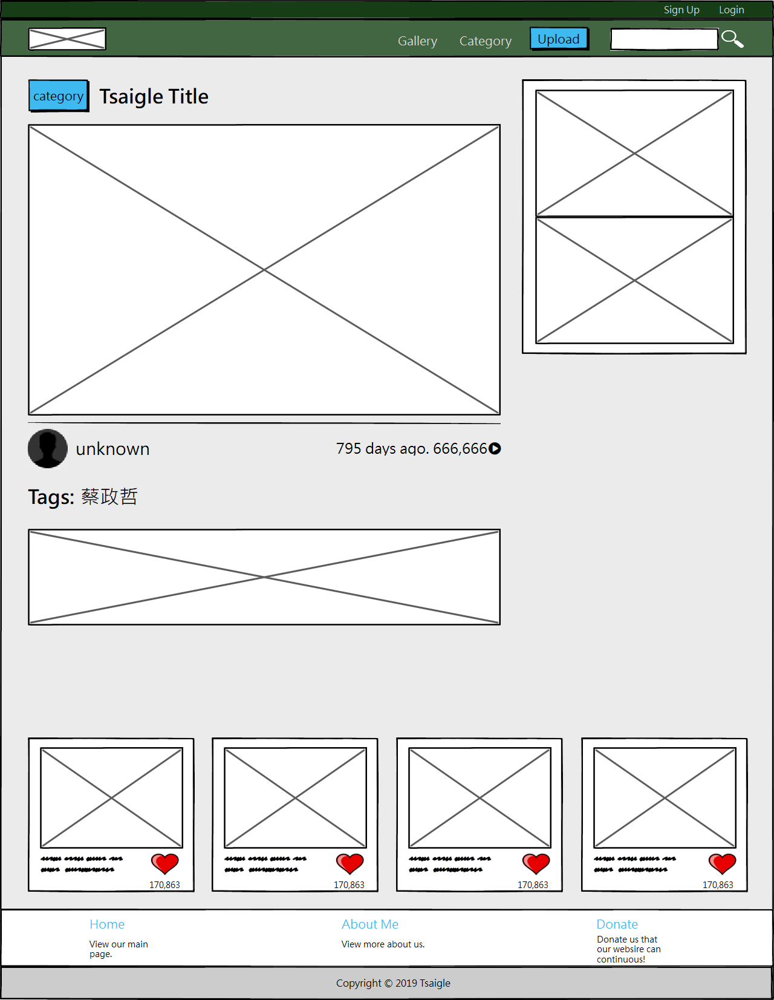 Sign Up Login
Gallery Category Upload
category Tsaigle Title
unknown 795 days ago. 666,666
Tags: 蔡政哲
170,863 170,863 170,863 170,863
Home About Me Donate
View our main
page.
View more about us.
Donate us that
our websire can
continuous!
Copyright © 2019 Tsaigle